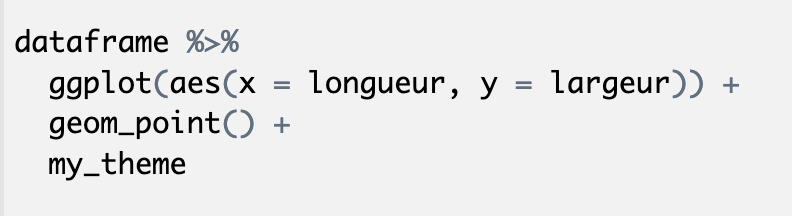 dataframe %>%
  ggplot(aes(x = longueur, y = largeur)) +
  geom_point() +
  my_theme